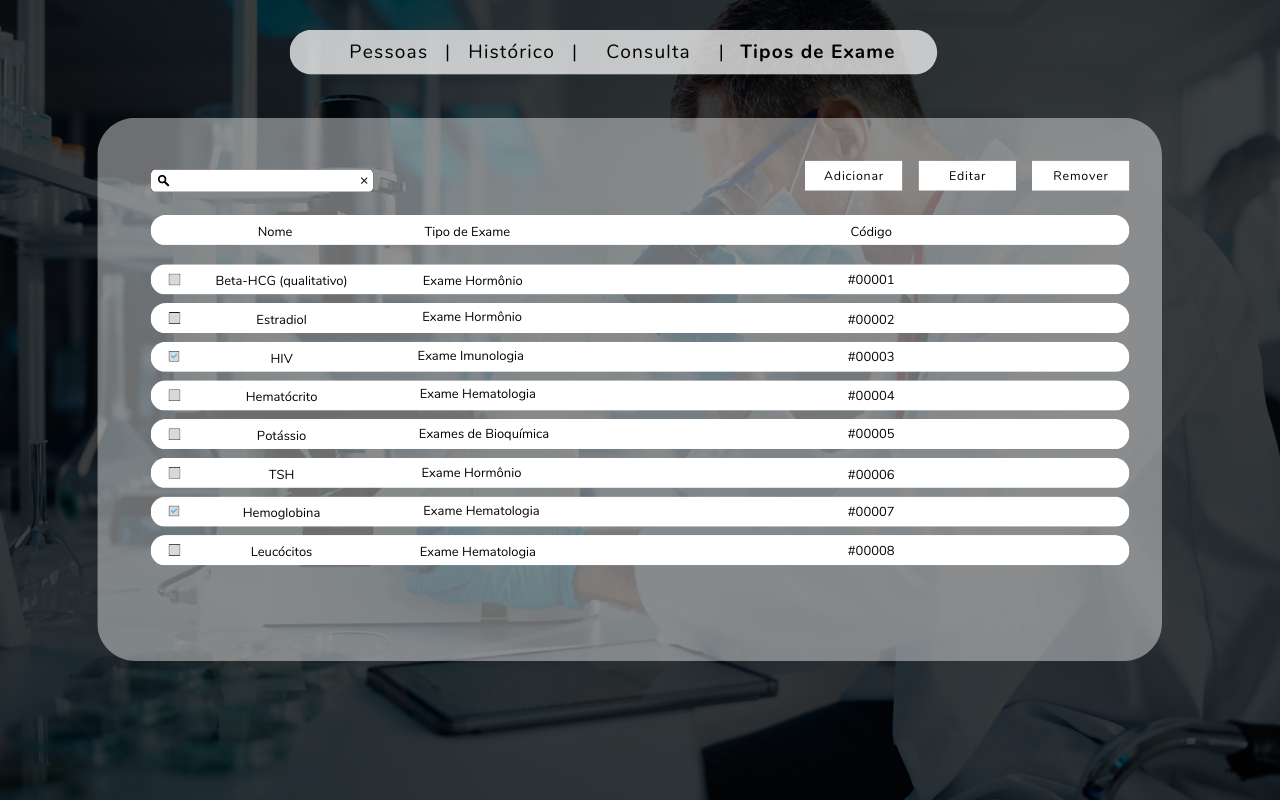 Pessoas | Histórico | Consulta | Tipos de Exame
Adicionar Editar Remover
Nome Tipo de Exame Código
Beta-HCG (qualitativo) Exame Hormônio #00001
Estradiol Exame Hormônio #00002
HIV Exame Imunologia #00003
Hematócrito Exame Hematologia #00004
Potássio Exames de Bioquímica #00005
TSH Exame Hormônio #00006
Hemoglobina Exame Hematologia #00007
Leucócitos Exame Hematologia #00008